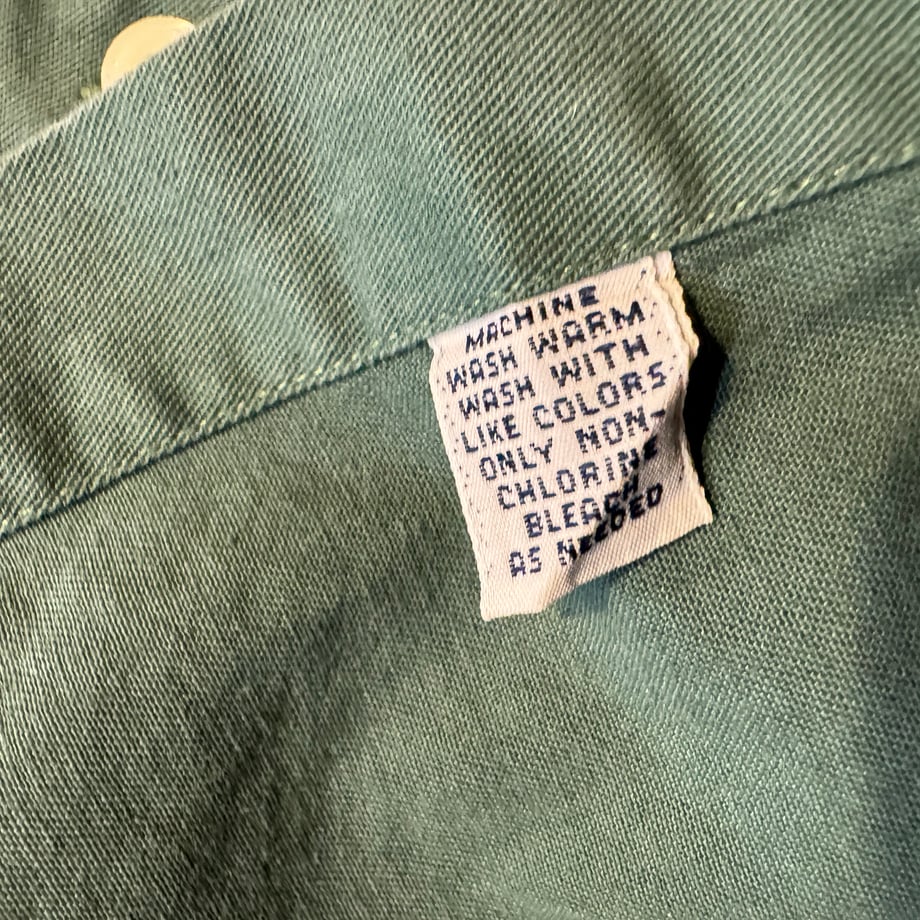 MACHINE
WASH WARM
WASH WITH
LIKE COLORS
ONLY NON-
CHLORINE
BLEACH
AS NEEDED